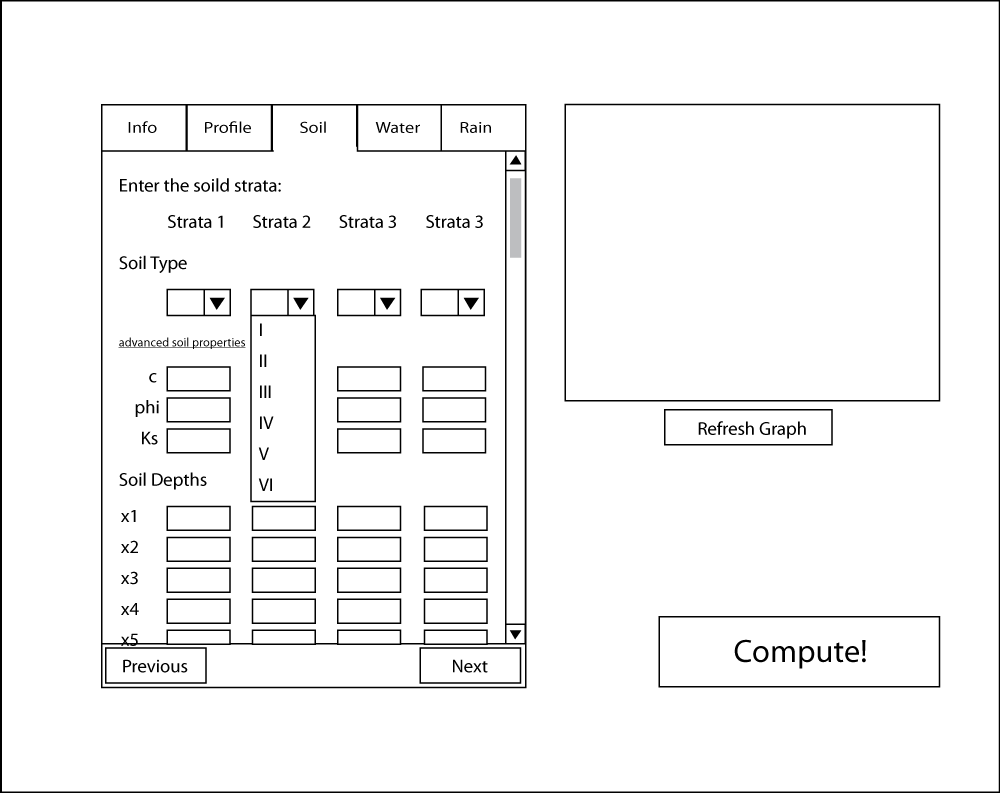 Info Profile Soil Water Rain
Enter the soild strata:
Strata 1 Strata 2 Strata 3 Strata 3
Soil Type
I
advanced soil properties
II
c
III
phi
IV
Ks
V
Soil Depths
VI
x1
x2
x3
x4
x5
Previous Next
Refresh Graph
Compute!